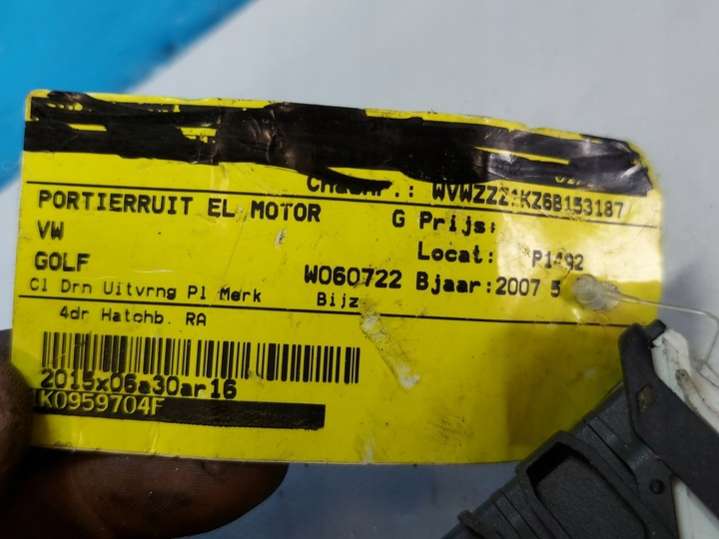 Chasnr.: WVWZZZ1KZ6B153187
PORTIERRUIT EL MOTOR G Prijs:
VW Locat: P1492
GOLF W060722 Bjaar:2007 5
Cl Drn Uitvrng Pl Merk Bijz
4dr Hatchb. RA
2015x06a30ar16
K0959704F